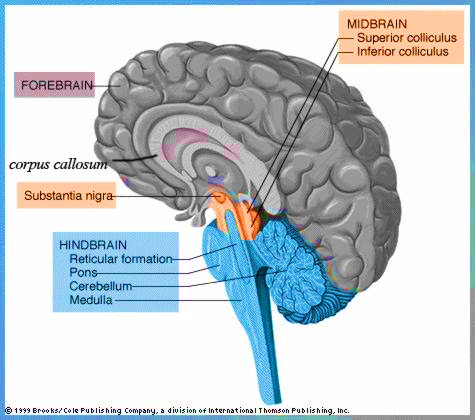 MIDBRAIN
Superior colliculus
Inferior colliculus
FOREBRAIN
corpus callosum
Substantia nigra
HINDBRAIN
Reticular formation
Pons
Cerebellum
Medulla
© 1999 Brooks/Cole Publishing Company, a division of International Thomson Publishing, Inc.